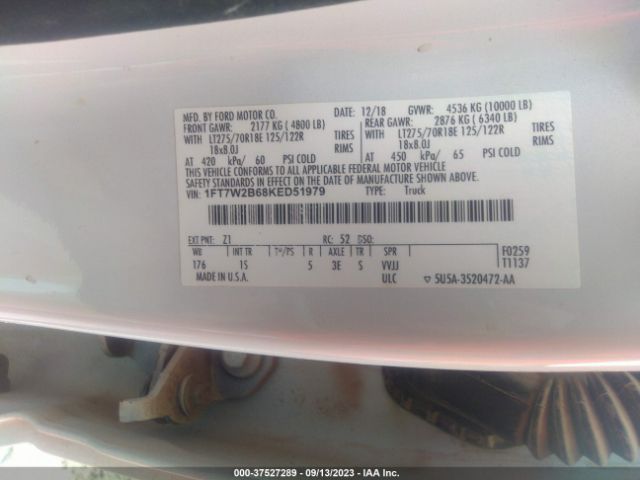 MFD. BY FORD MOTOR CO. DATE: 12/18 GVWR: 4536 KG (10000 LB)
FRONT GAWR: 2177 KG ( 4800 LB) REAR GAWR: 2876 KG ( 6340 LB)
WITH LT275/70R18E 125/122R TIRES WITH LT275/70R18E 125/122R TIRES
18x8.0J RIMS 18x8.0J RIMS
AT 420 kPa/ 60 PSI COLD AT 450 kPa/ 65 PSI COLD
THIS VEHICLE CONFORMS TO ALL APPLICABLE FEDERAL MOTOR VEHICLE
SAFETY STANDARDS IN EFFECT ON THE DATE OF MANUFACTURE SHOWN ABOVE.
VIN: 1FT7W2B68KED51979 TYPE: Truck
EXT PNT: Z1 RC: 52 DSO: F0259
WB INT TR TP/PS R AXLE TR SPR T1137
176 1S 5 3E S VVJJ
MADE IN U.S.A. ULC ▽ 5U5A-3520472-AA
000-37527289 - 09/13/2023 - IAA Inc.